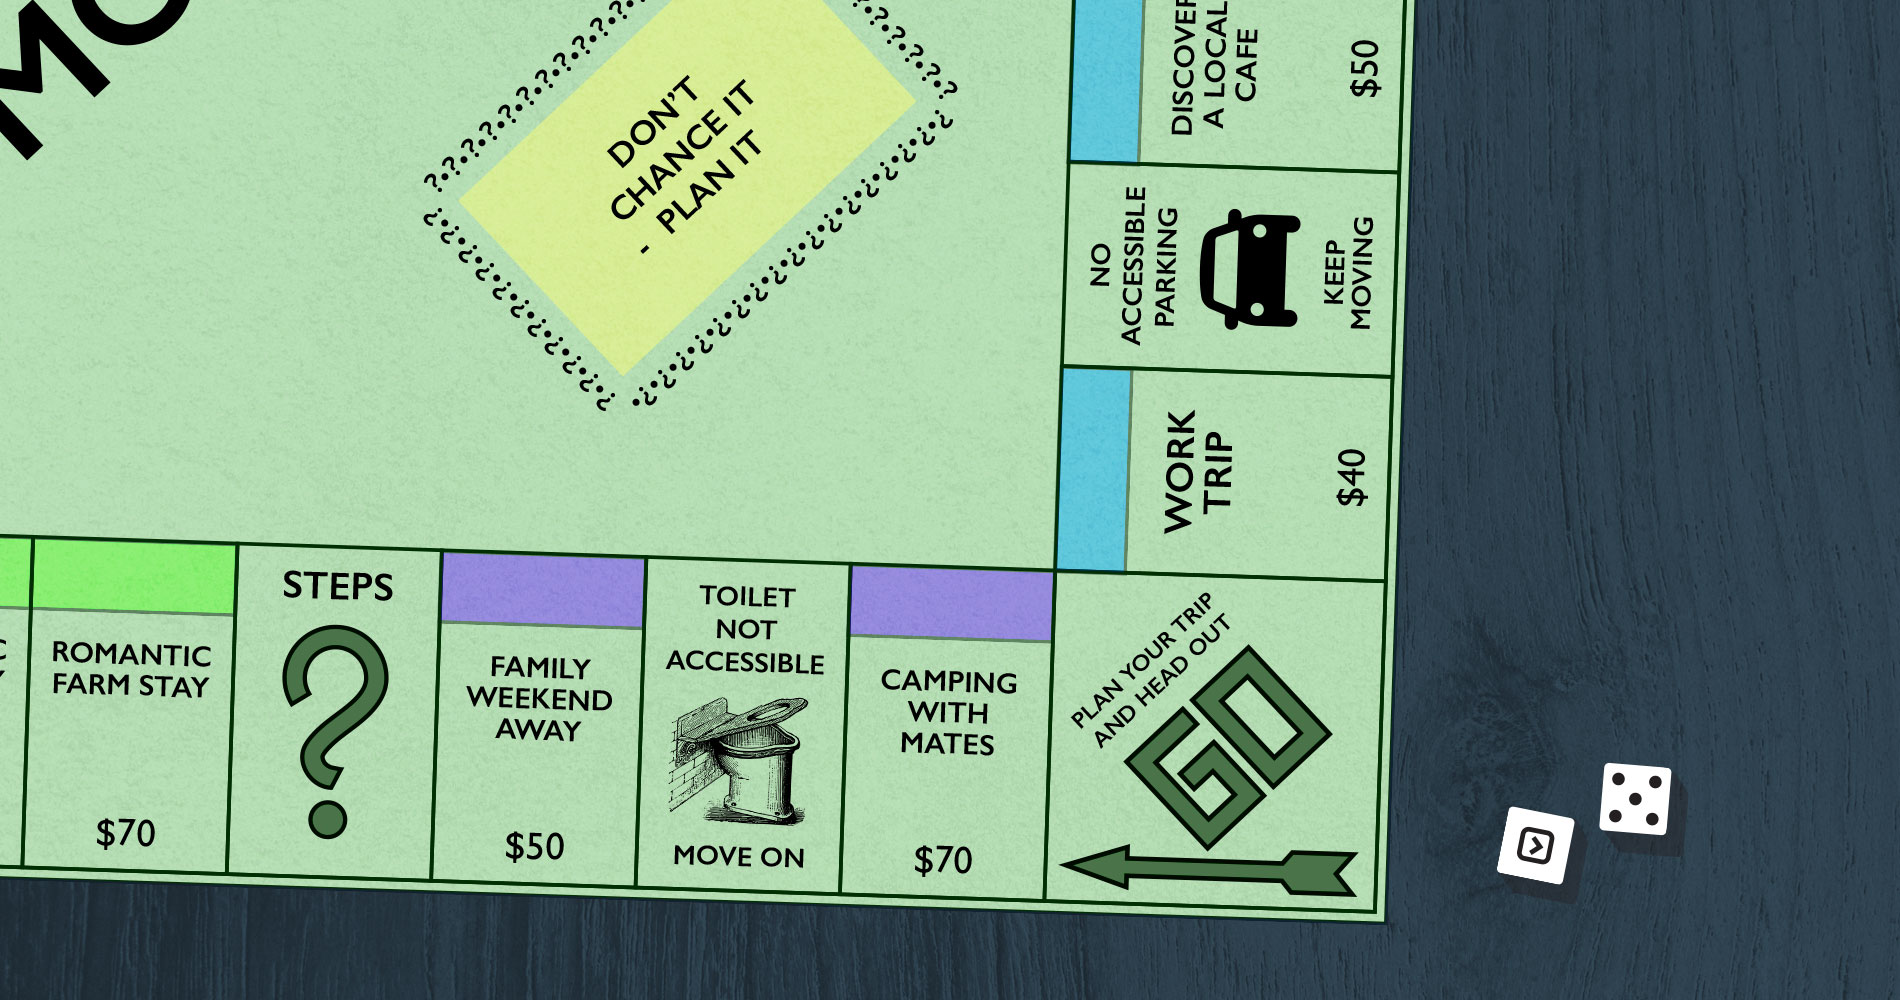 MO
DON'T
CHANCE IT
- PLAN IT
DISCOVER
A LOCAL
CAFE
$50
NO
ACCESSIBLE
PARKING
KEEP
MOVING
WORK
TRIP
$40
PLAN YOUR TRIP
AND HEAD OUT
GO
CAMPING
WITH
MATES
$70
TOILET
NOT
ACCESSIBLE
MOVE ON
FAMILY
WEEKEND
AWAY
$50
STEPS
?
ROMANTIC
FARM STAY
$70